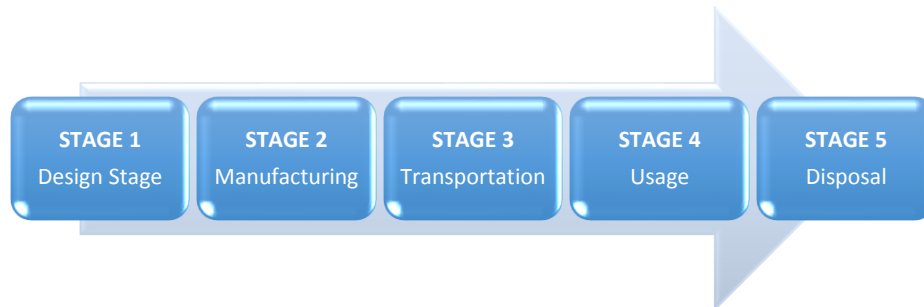 STAGE 1
Design Stage
STAGE 2
Manufacturing
STAGE 3
Transportation
STAGE 4
Usage
STAGE 5
Disposal